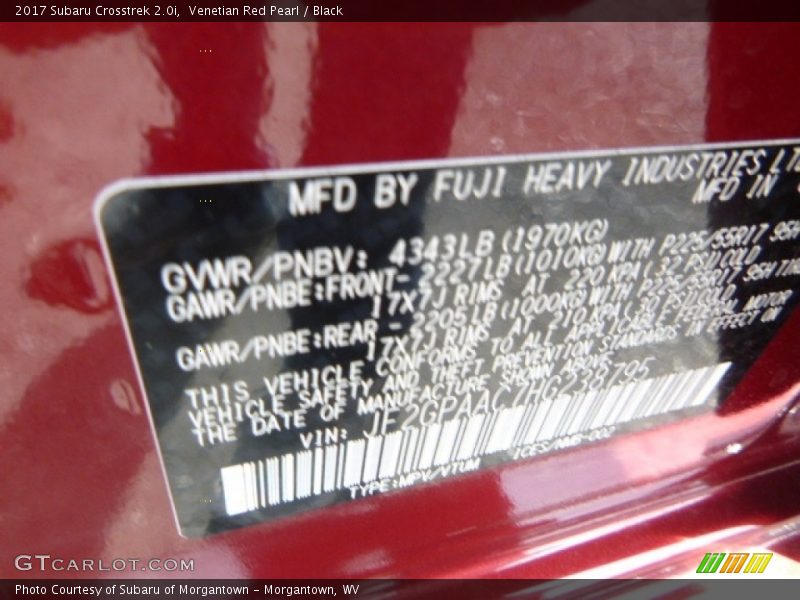 2017 Subaru Crosstrek 2.0i, Venetian Red Pearl / Black
MFD BY FUJI HEAVY INDUSTRIES LTD
MFD IN
GVWR/PNBV: 4343LB (1970KG)
GAWR/PNBE:FRONT- 2227LB (1010KG) WITH P225/55R17 95H
17X7J RIMS AT 220 KPA ( 32 PSI) COLD
GAWR/PNBE:REAR - 2205LB (1000KG) WITH P225/55R17 95H TIRE
17X7J RIMS AT 210 KPA ( 30 PSI) COLD
THIS VEHICLE CONFORMS TO ALL APPLICABLE FEDERAL MOTOR
VEHICLE SAFETY AND THEFT PREVENTION STANDARDS IN EFFECT ON
THE DATE OF MANUFACTURE SHOWN ABOVE
VIN: JF2GPAAC7HG238795
TYPE:MPV/VTUM
GTCARLOT.COM
Photo Courtesy of Subaru of Morgantown - Morgantown, WV